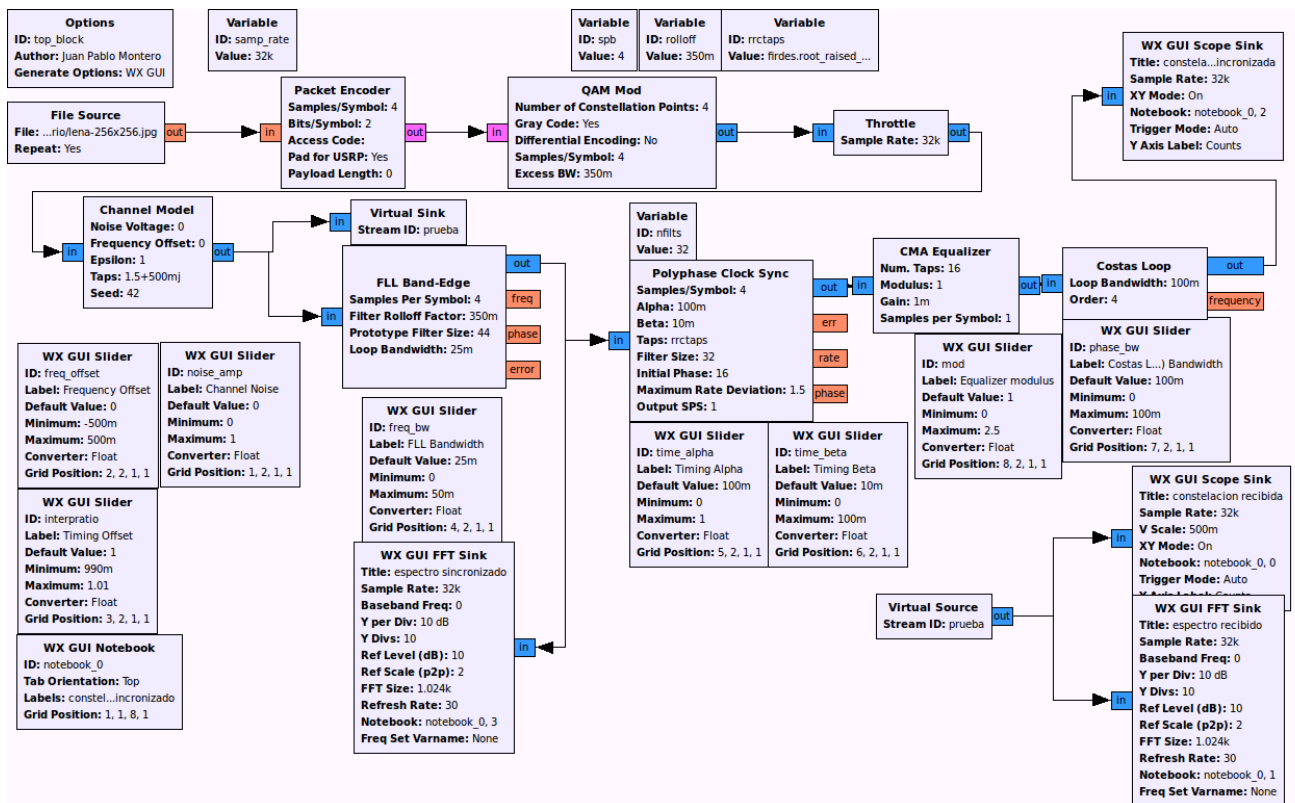 Options
ID: top_block
Author: Juan Pablo Montero
Generate Options: WX GUI
Variable
ID: samp_rate
Value: 32k
Variable
ID: spb
Value: 4
Variable
ID: rolloff
Value: 350m
Variable
ID: rrctaps
Value: firdes.root_raised_...
WX GUI Scope Sink
Title: constela...incronizada
Sample Rate: 32k
XY Mode: On
Notebook: notebook_0, 2
Trigger Mode: Auto
Y Axis Label: Counts
in
File Source
File: ...rio/lena-256x256.jpg
Repeat: Yes
out
Packet Encoder
Samples/Symbol: 4
Bits/Symbol: 2
Access Code:
Pad for USRP: Yes
Payload Length: 0
in
out
QAM Mod
Number of Constellation Points: 4
Gray Code: Yes
Differential Encoding: No
Samples/Symbol: 4
Excess BW: 350m
in
out
Throttle
Sample Rate: 32k
in
out
Channel Model
Noise Voltage: 0
Frequency Offset: 0
Epsilon: 1
Taps: 1.5+500mj
Seed: 42
in
out
Virtual Sink
Stream ID: prueba
in
FLL Band-Edge
Samples Per Symbol: 4
Filter Rolloff Factor: 350m
Prototype Filter Size: 44
Loop Bandwidth: 25m
in
out
freq
phase
error
Variable
ID: nfilts
Value: 32
Polyphase Clock Sync
Samples/Symbol: 4
Alpha: 100m
Beta: 10m
Taps: rrctaps
Filter Size: 32
Initial Phase: 16
Maximum Rate Deviation: 1.5
Output SPS: 1
in
out
err
rate
phase
CMA Equalizer
Num. Taps: 16
Modulus: 1
Gain: 1m
Samples per Symbol: 1
in
out
Costas Loop
Loop Bandwidth: 100m
Order: 4
in
out
frequency
WX GUI Slider
ID: freq_offset
Label: Frequency Offset
Default Value: 0
Minimum: -500m
Maximum: 500m
Converter: Float
Grid Position: 2, 2, 1, 1
WX GUI Slider
ID: noise_amp
Label: Channel Noise
Default Value: 0
Minimum: 0
Maximum: 1
Converter: Float
Grid Position: 1, 2, 1, 1
WX GUI Slider
ID: freq_bw
Label: FLL Bandwidth
Default Value: 25m
Minimum: 0
Maximum: 50m
Converter: Float
Grid Position: 4, 2, 1, 1
WX GUI Slider
ID: time_alpha
Label: Timing Alpha
Default Value: 100m
Minimum: 0
Maximum: 1
Converter: Float
Grid Position: 5, 2, 1, 1
WX GUI Slider
ID: time_beta
Label: Timing Beta
Default Value: 10m
Minimum: 0
Maximum: 100m
Converter: Float
Grid Position: 6, 2, 1, 1
WX GUI Slider
ID: mod
Label: Equalizer modulus
Default Value: 1
Minimum: 0
Maximum: 2.5
Converter: Float
Grid Position: 8, 2, 1, 1
WX GUI Slider
ID: phase_bw
Label: Costas L...) Bandwidth
Default Value: 100m
Minimum: 0
Maximum: 100m
Converter: Float
Grid Position: 7, 2, 1, 1
WX GUI Slider
ID: interpratio
Label: Timing Offset
Default Value: 1
Minimum: 990m
Maximum: 1.01
Converter: Float
Grid Position: 3, 2, 1, 1
WX GUI Notebook
ID: notebook_0
Tab Orientation: Top
Labels: constel...incronizado
Grid Position: 1, 1, 8, 1
WX GUI FFT Sink
Title: espectro sincronizado
Sample Rate: 32k
Baseband Freq: 0
Y per Div: 10 dB
Y Divs: 10
Ref Level (dB): 10
Ref Scale (p2p): 2
FFT Size: 1.024k
Refresh Rate: 30
Notebook: notebook_0, 3
Freq Set Varname: None
in
Virtual Source
Stream ID: prueba
out
WX GUI Scope Sink
Title: constelacion recibida
Sample Rate: 32k
V Scale: 500m
XY Mode: On
Notebook: notebook_0, 0
Trigger Mode: Auto
in
WX GUI FFT Sink
Title: espectro recibido
Sample Rate: 32k
Baseband Freq: 0
Y per Div: 10 dB
Y Divs: 10
Ref Level (dB): 10
Ref Scale (p2p): 2
FFT Size: 1.024k
Refresh Rate: 30
Notebook: notebook_0, 1
Freq Set Varname: None
in